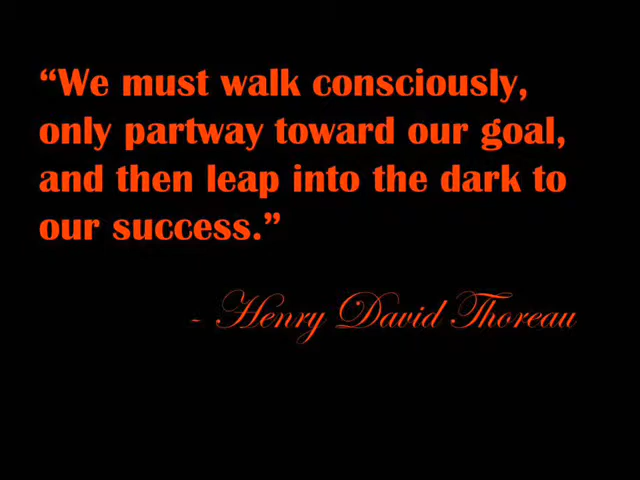 “We must walk consciously,
only partway toward our goal,
and then leap into the dark to
our success.”
- Henry David Thoreau